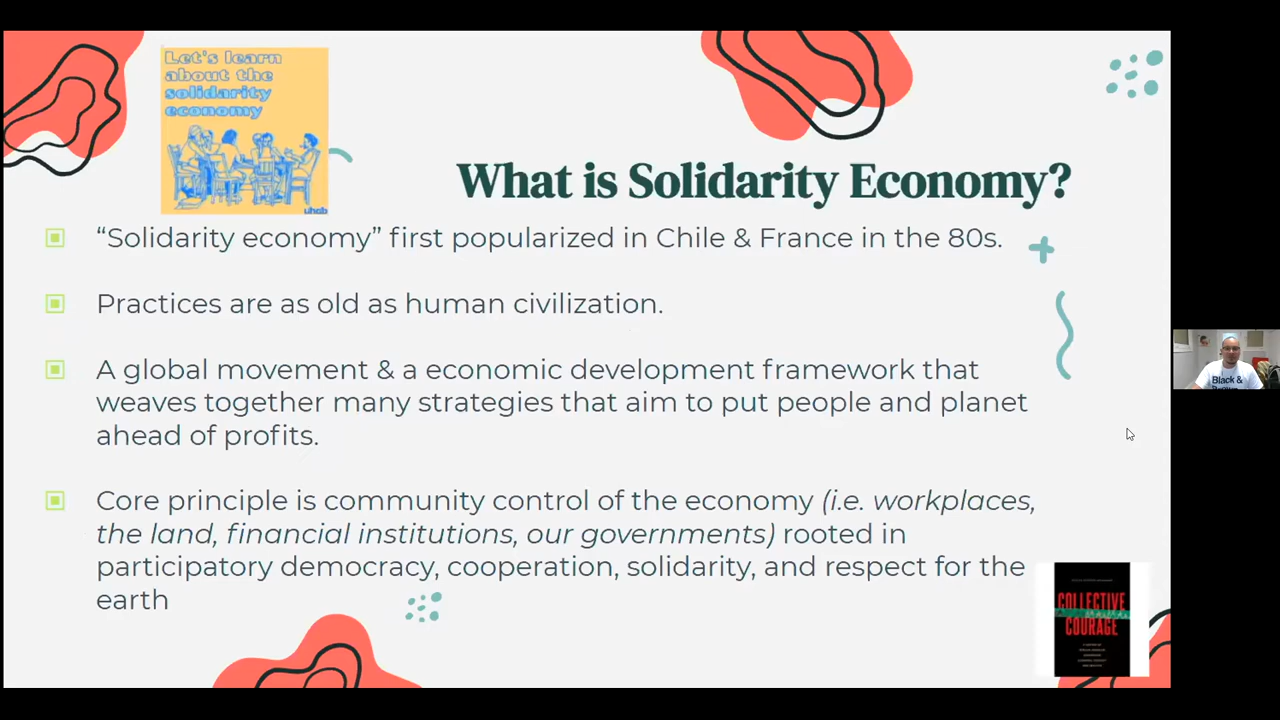 Let's learn
about the
solidarity
economy
uhab
What is Solidarity Economy?
“Solidarity economy” first popularized in Chile & France in the 80s.
Practices are as old as human civilization.
A global movement & a economic development framework that
weaves together many strategies that aim to put people and planet
ahead of profits.
Core principle is community control of the economy (i.e. workplaces,
the land, financial institutions, our governments) rooted in
participatory democracy, cooperation, solidarity, and respect for the
earth
COLLECTIVE
COURAGE
Black &